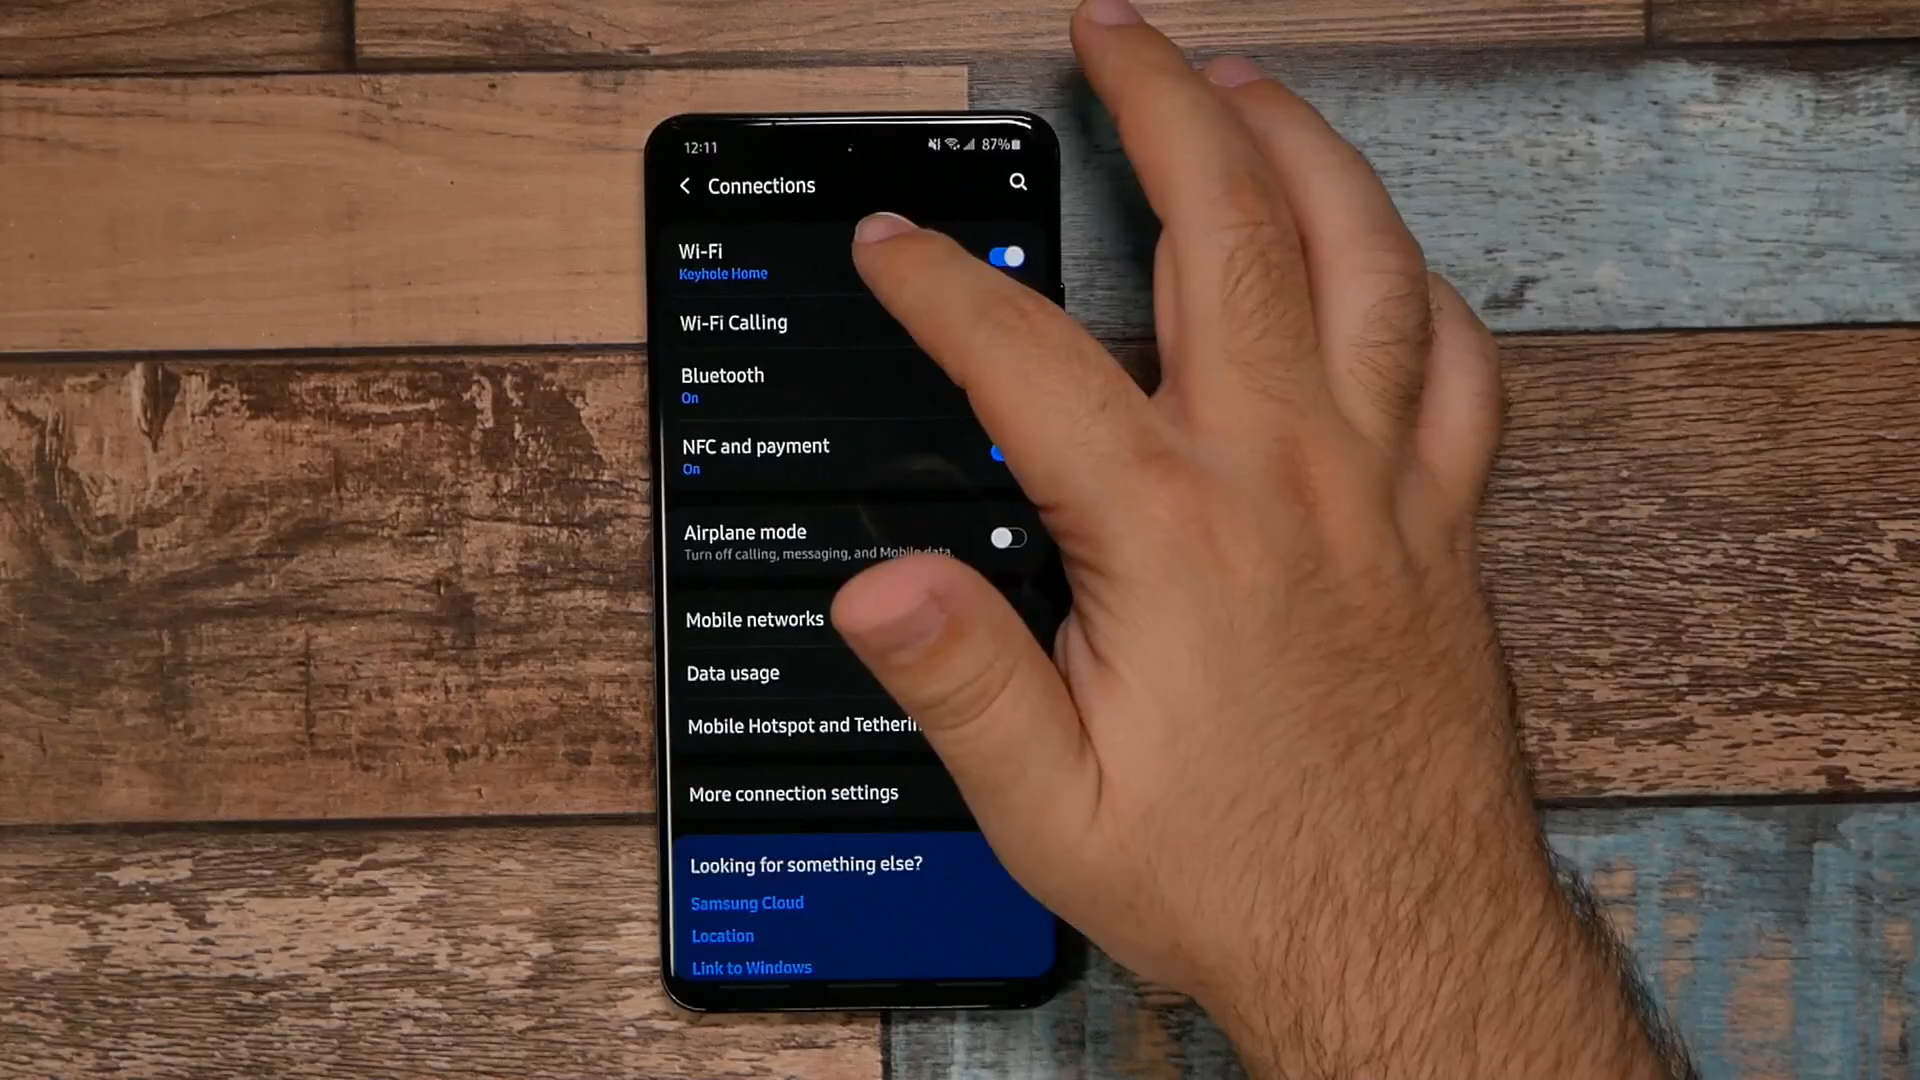 12:11 87%
Connections
Wi-Fi
Keyhole Home
Wi-Fi Calling
Bluetooth
On
NFC and payment
On
Airplane mode
Turn off calling, messaging, and Mobile data.
Mobile networks
Data usage
Mobile Hotspot and
More connection settings
Looking for something else?
Samsung Cloud
Location
Link to Windows